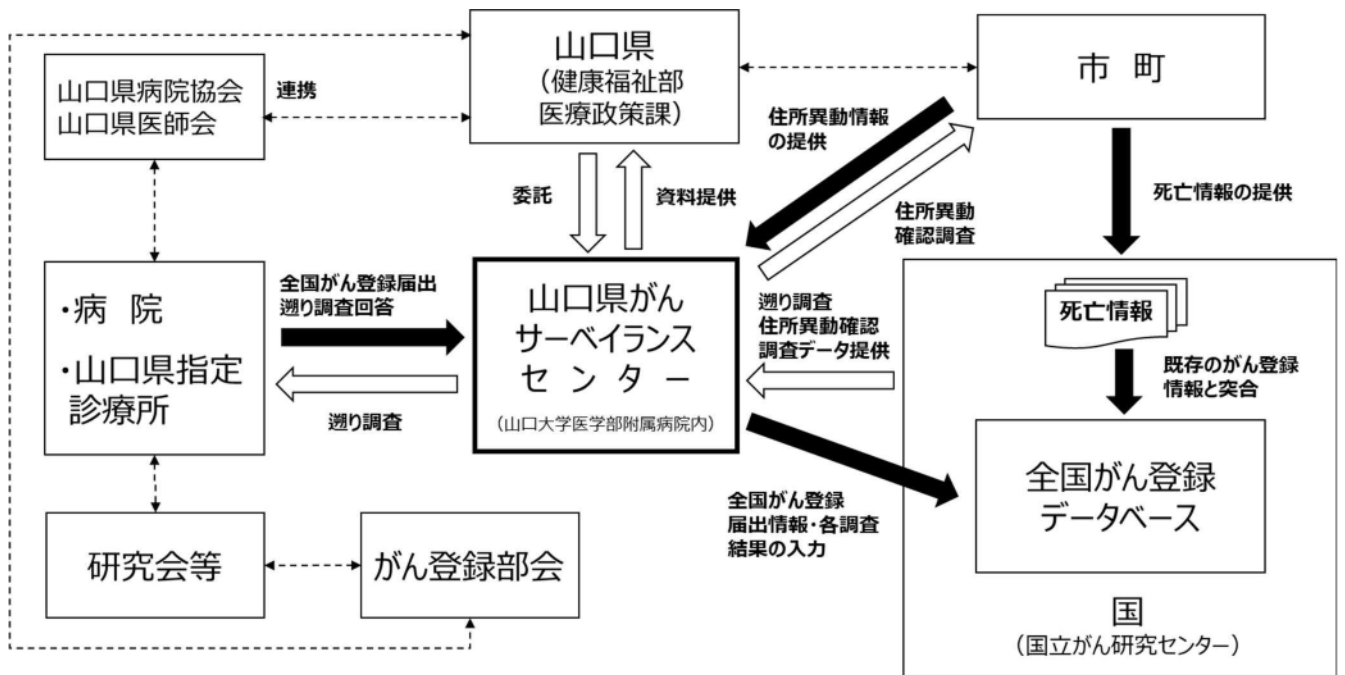 山口県病院協会
山口県医師会
連携
山口県
(健康福祉部
医療政策課)
市 町
住所異動情報
の提供
委託
資料提供
住所異動
確認調査
死亡情報の提供
・病 院
・山口県指定
診療所
全国がん登録届出
遡り調査回答
遡り調査
山口県がん
サーベイランス
センター
(山口大学医学部附属病院内)
遡り調査
住所異動確認
調査データ提供
死亡情報
既存のがん登録
情報と突合
全国がん登録
届出情報・各調査
結果の入力
全国がん登録
データベース
国
(国立がん研究センター)
研究会等
がん登録部会